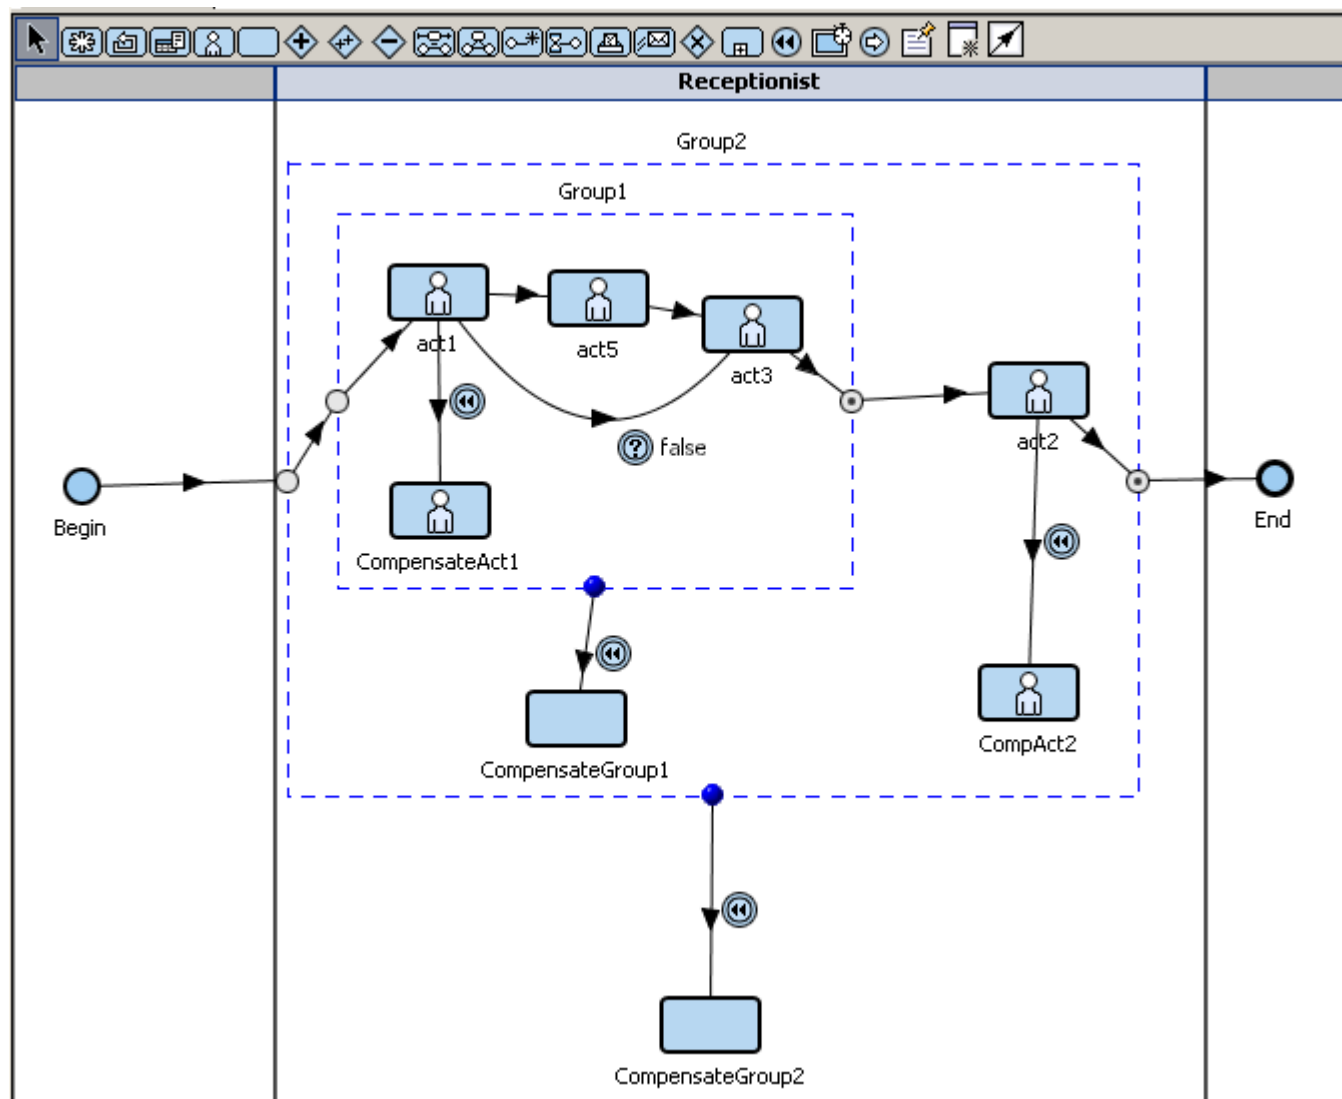 Receptionist
Group2
Group1
act1
act5
act3
act2
false
Begin
End
CompensateAct1
CompensateGroup1
CompAct2
CompensateGroup2